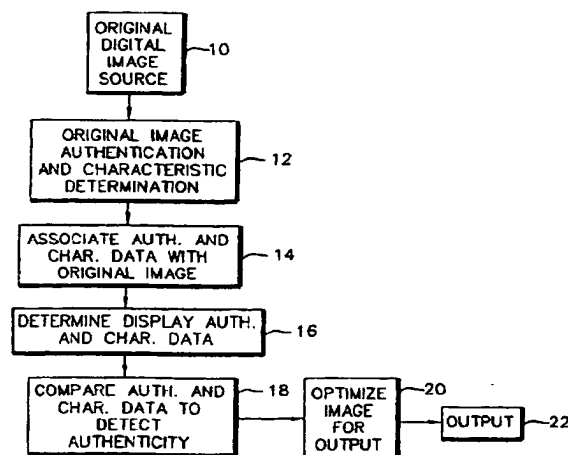 ORIGINAL
DIGITAL
IMAGE
SOURCE
10
ORIGINAL IMAGE
AUTHENTICATION
AND CHARACTERISTIC
DETERMINATION
12
ASSOCIATE AUTH. AND
CHAR. DATA WITH
ORIGINAL IMAGE
14
DETERMINE DISPLAY AUTH.
AND CHAR. DATA
16
COMPARE AUTH. AND
CHAR. DATA TO
DETECT
AUTHENTICITY
18
OPTIMIZE
IMAGE
FOR
OUTPUT
20
OUTPUT
22